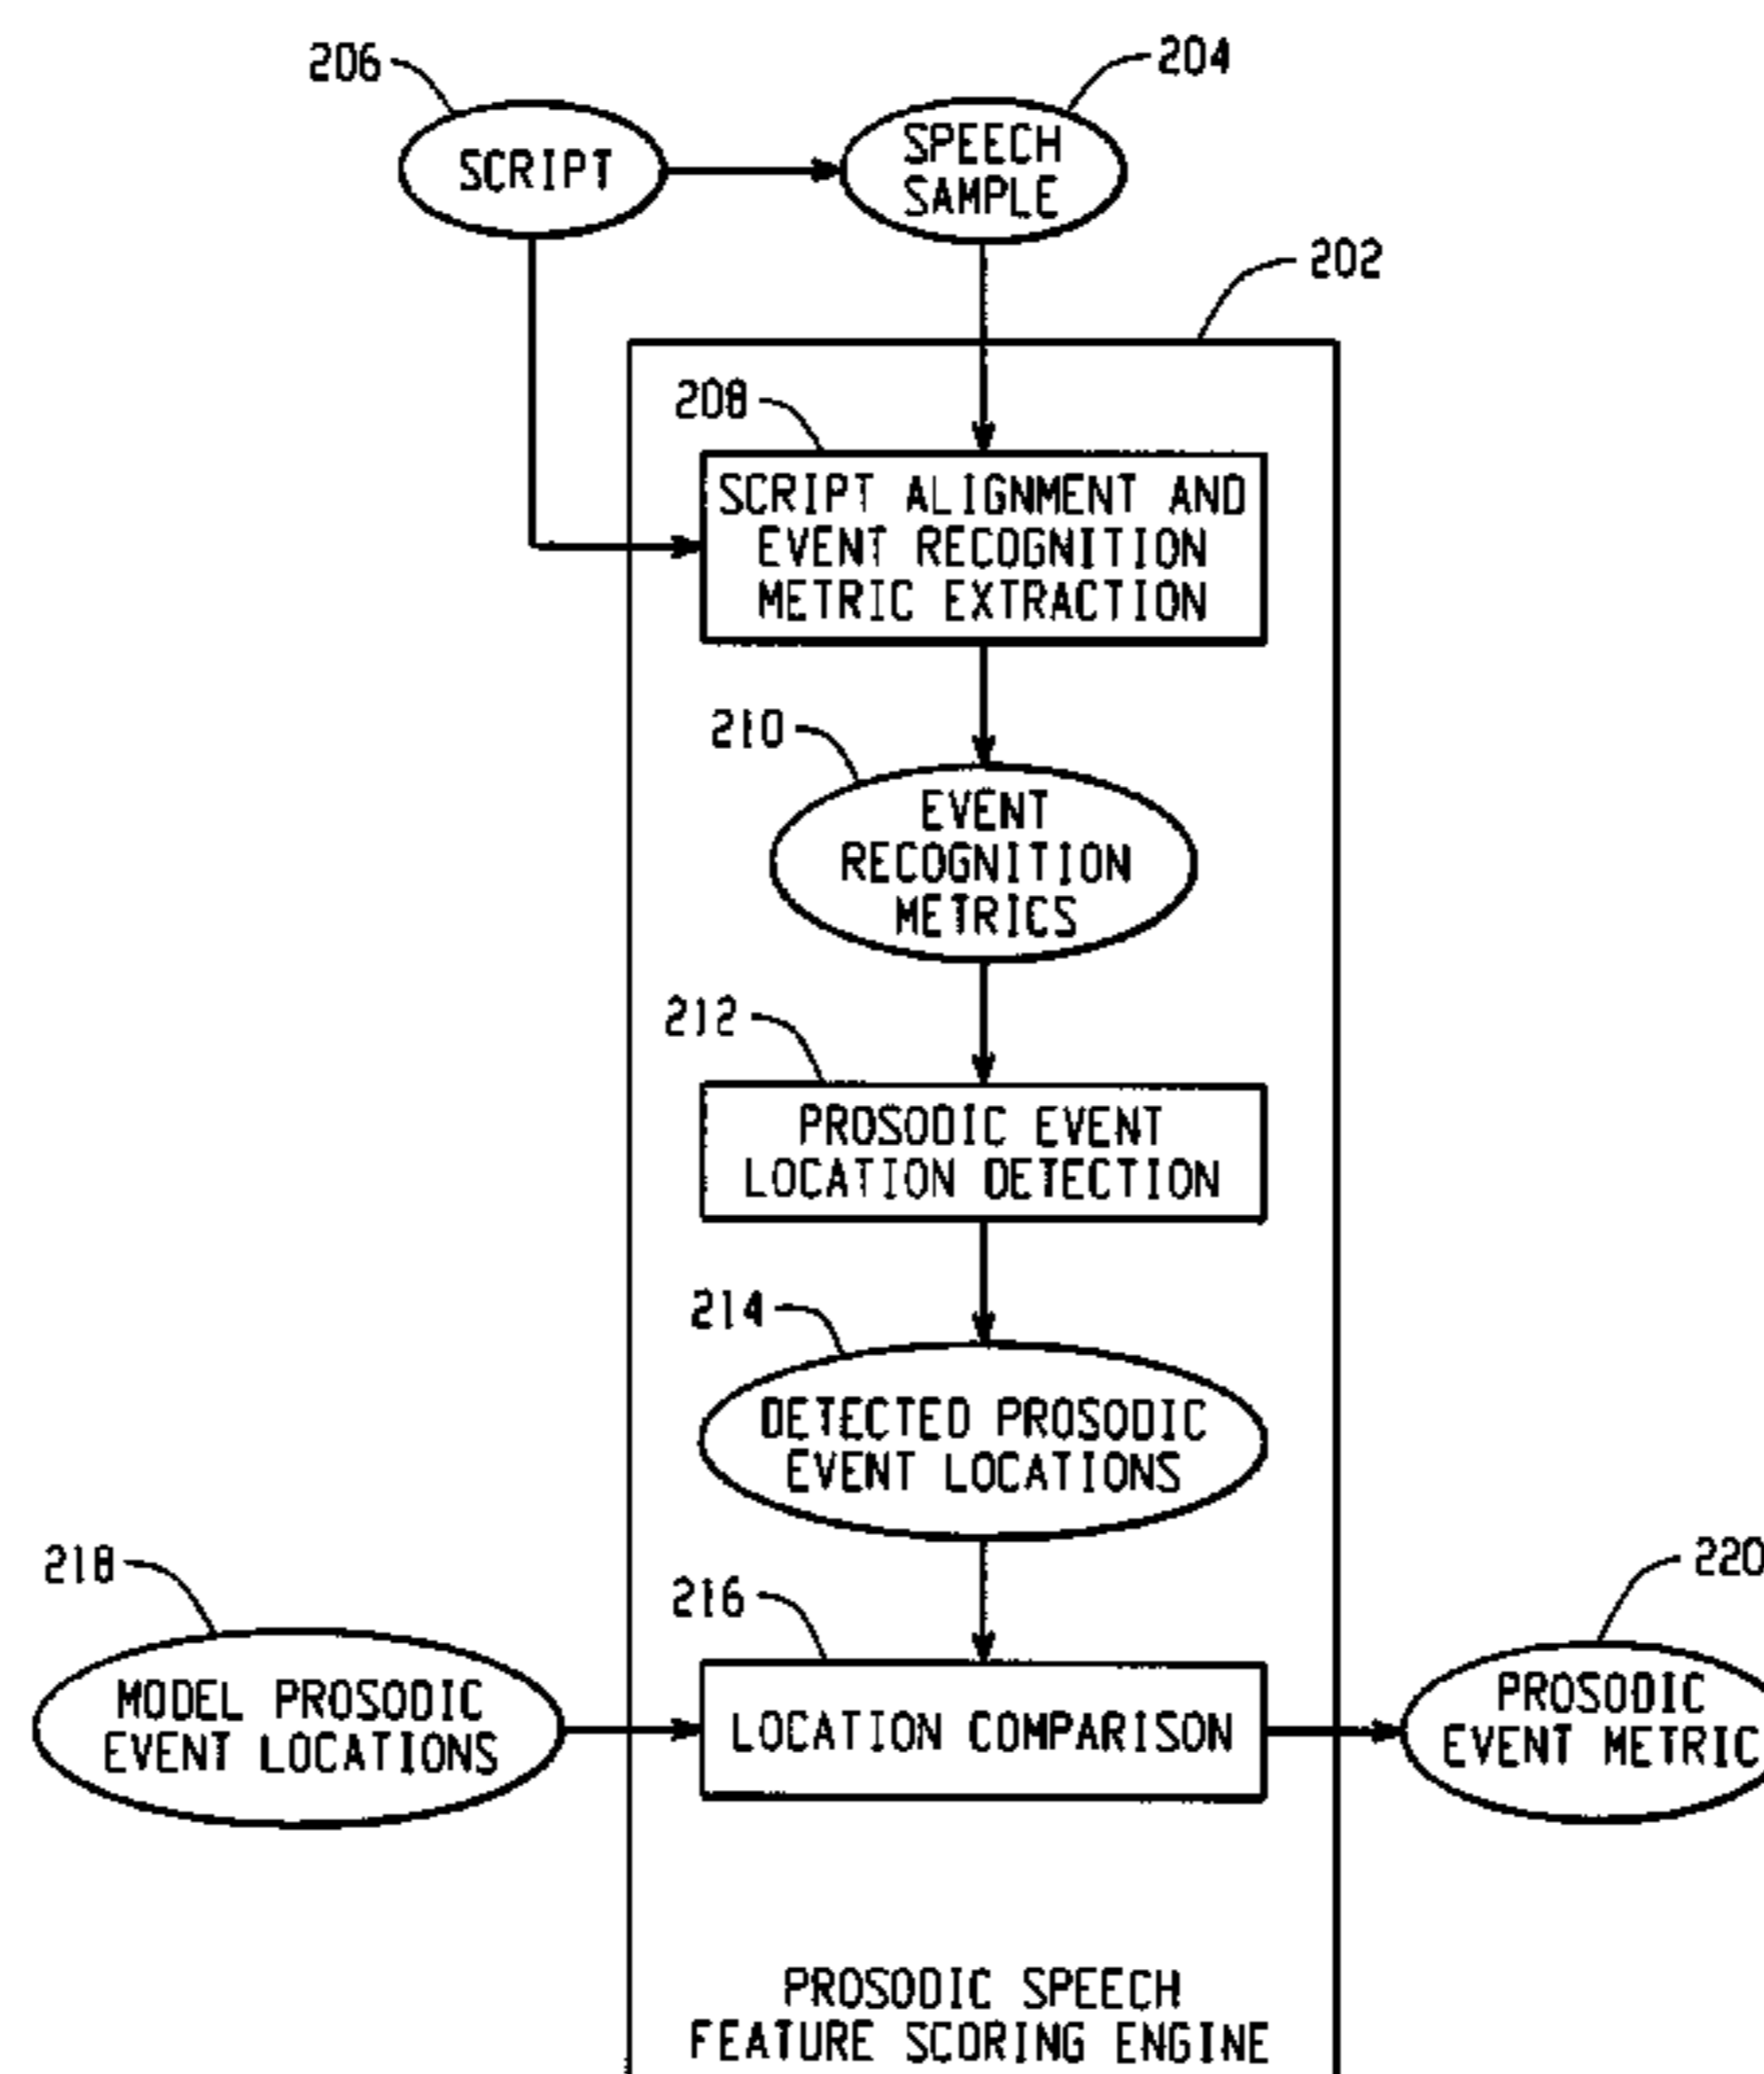 206
204
SCRIPT
SPEECH
SAMPLE
202
208
SCRIPT ALIGNMENT AND
EVENT RECOGNITION
METRIC EXTRACTION
210
EVENT
RECOGNITION
METRICS
212
PROSODIC EVENT
LOCATION DETECTION
214
DETECTED PROSODIC
EVENT LOCATIONS
218
216
220
MODEL PROSODIC
EVENT LOCATIONS
LOCATION COMPARISON
PROSODIC
EVENT METRIC
PROSODIC SPEECH
FEATURE SCORING ENGINE